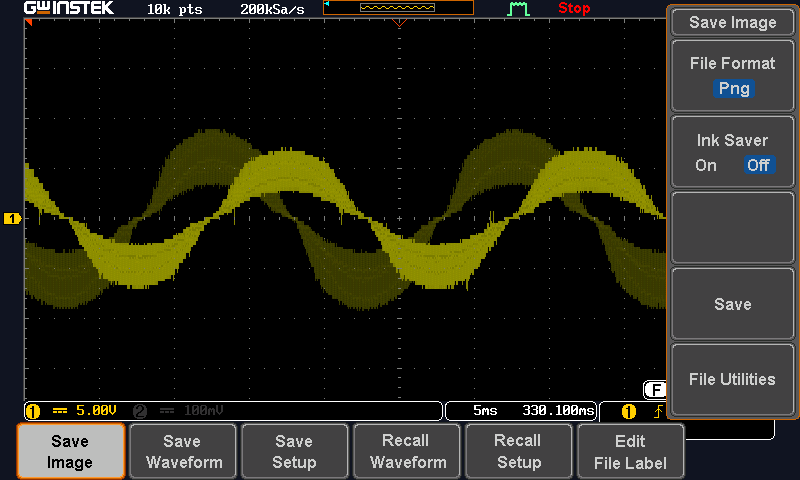 GWINSTEK 10k pts 200kSa/s Stop
Save Image
File Format
Png
Ink Saver
On Off
1
Save
File Utilities
F
1 5.00V 2 100mV 5ms 330.100ms 1
Save Image
Save Waveform
Save Setup
Recall Waveform
Recall Setup
Edit File Label